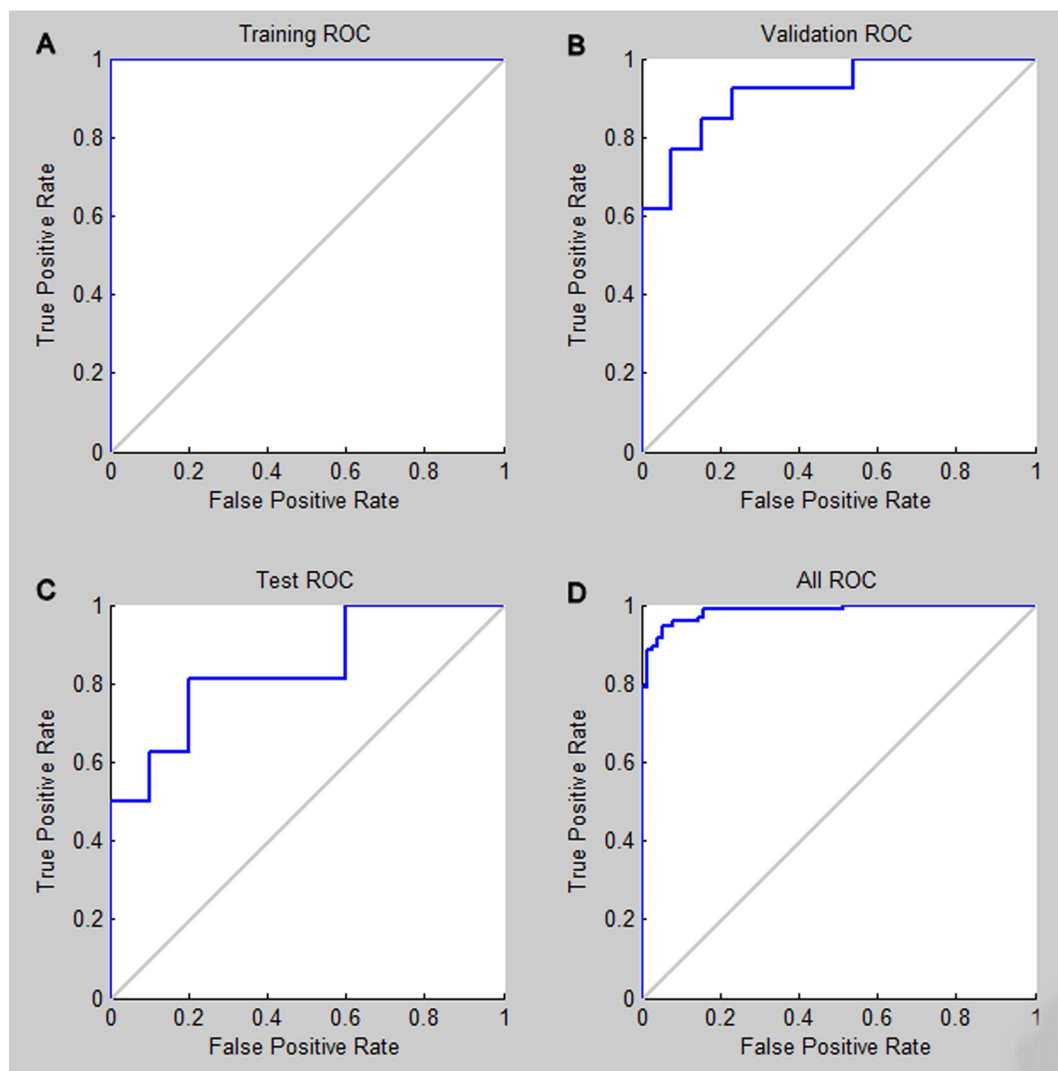 A
Training ROC
1
0.8
0.6
0.4
0.2
0
True Positive Rate
0 0.2 0.4 0.6 0.8 1
False Positive Rate
B
Validation ROC
1
0.8
0.6
0.4
0.2
0
True Positive Rate
0 0.2 0.4 0.6 0.8 1
False Positive Rate
C
Test ROC
1
0.8
0.6
0.4
0.2
0
True Positive Rate
0 0.2 0.4 0.6 0.8 1
False Positive Rate
D
All ROC
1
0.8
0.6
0.4
0.2
0
True Positive Rate
0 0.2 0.4 0.6 0.8 1
False Positive Rate